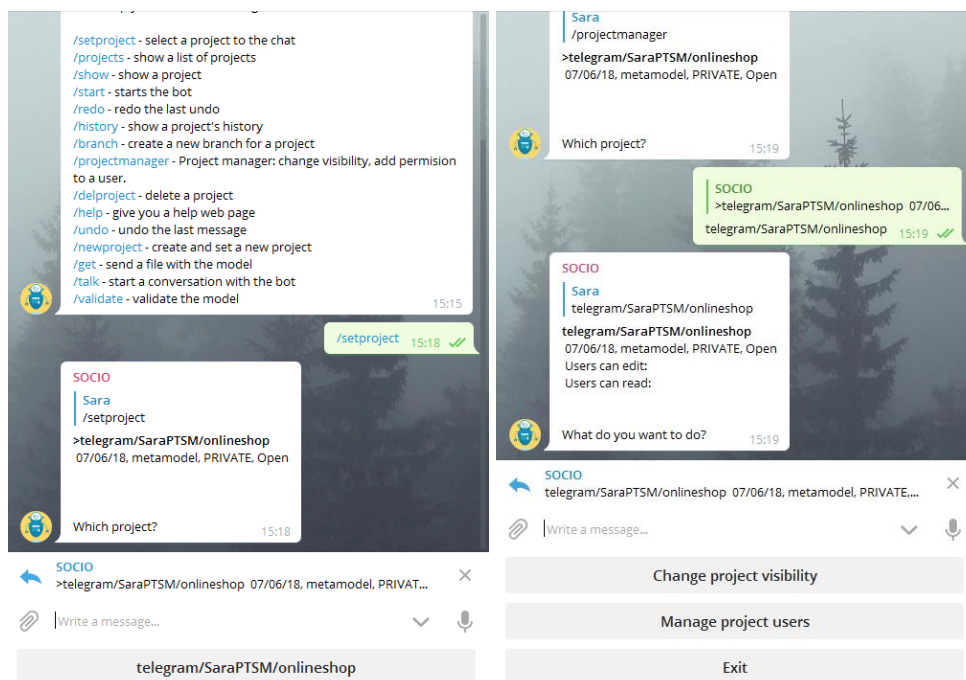 /setproject - select a project to the chat
/projects - show a list of projects
/show - show a project
/start - starts the bot
/redo - redo the last undo
/history - show a project's history
/branch - create a new branch for a project
/projectmanager - Project manager: change visibility, add permision
to a user.
/delproject - delete a project
/help - give you a help web page
/undo - undo the last message
/newproject - create and set a new project
/get - send a file with the model
/talk - start a conversation with the bot
/validate - validate the model
15:15
/setproject 15:18
SOCIO
Sara
/setproject
>telegram/SaraPTSM/onlineshop
07/06/18, metamodel, PRIVATE, Open
Which project?
15:18
SOCIO
>telegram/SaraPTSM/onlineshop 07/06/18, metamodel, PRIVAT...
Write a message...
telegram/SaraPTSM/onlineshop
Sara
/projectmanager
>telegram/SaraPTSM/onlineshop
07/06/18, metamodel, PRIVATE, Open
Which project?
15:19
SOCIO
>telegram/SaraPTSM/onlineshop 07/06...
telegram/SaraPTSM/onlineshop 15:19
SOCIO
Sara
telegram/SaraPTSM/onlineshop
telegram/SaraPTSM/onlineshop
07/06/18, metamodel, PRIVATE, Open
Users can edit:
Users can read:
What do you want to do?
15:19
SOCIO
telegram/SaraPTSM/onlineshop 07/06/18, metamodel, PRIVATE,...
Write a message...
Change project visibility
Manage project users
Exit